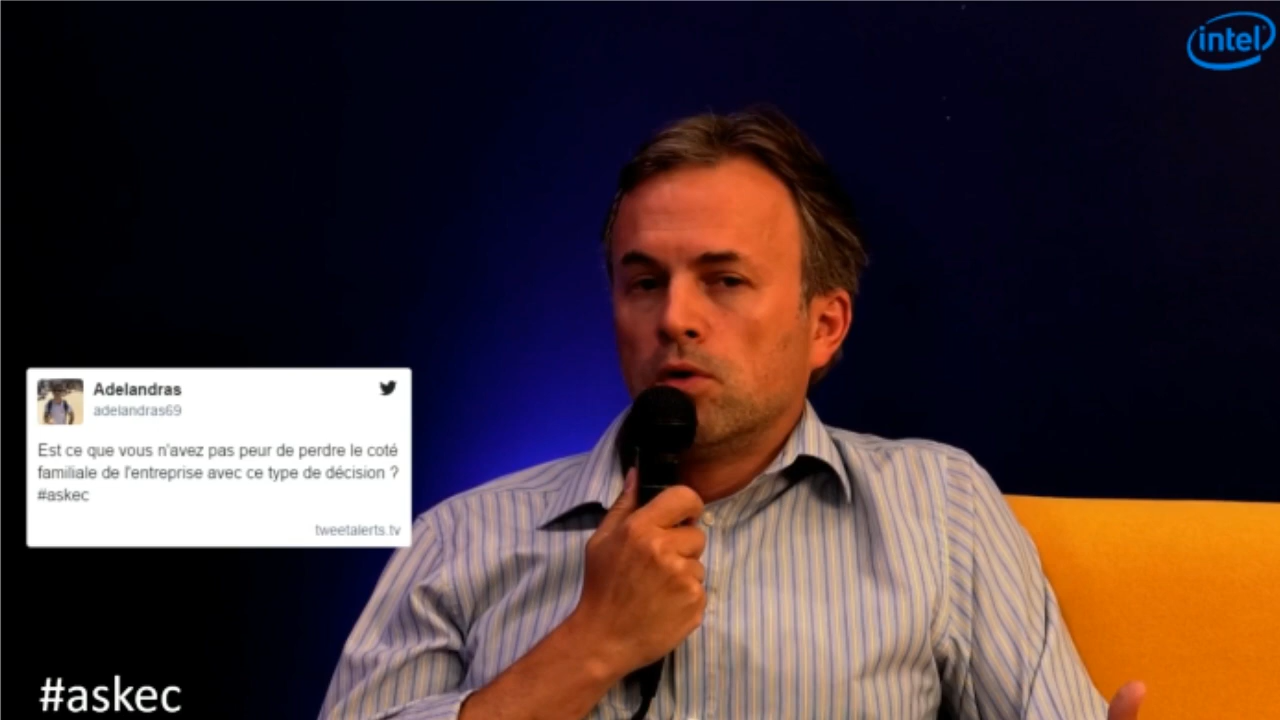 intel
Adelandras
adelandras69
Est ce que vous n'avez pas peur de perdre le coté
familiale de l'entreprise avec ce type de décision ?
#askec
tweetalerts.tv
#askec